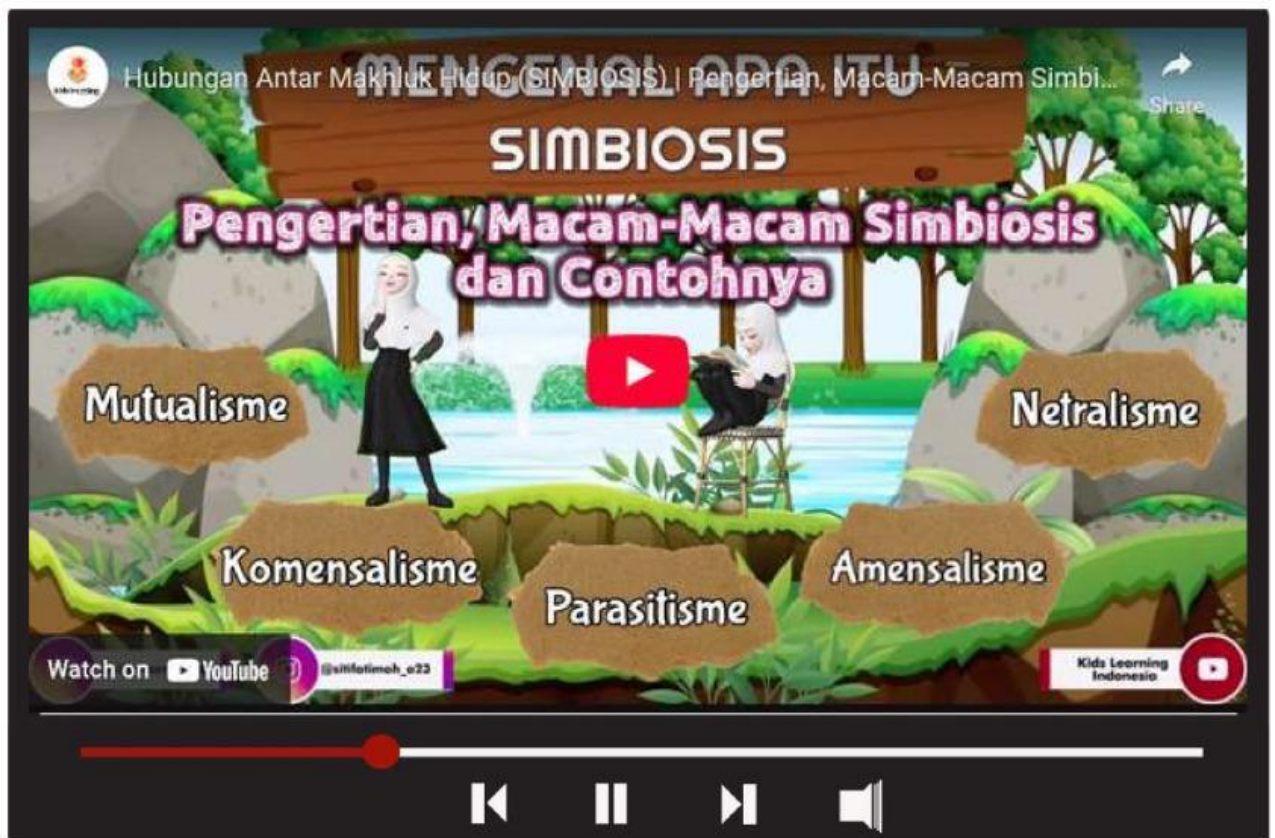 MENGENAL APA ITU
Hubungan Antar Makhluk Hidup (SIMBIOSIS) | Pengertian, Macam-Macam Simbi...
Share
SIMBIOSIS
Pengertian, Macam-Macam Simbiosis
dan Contohnya
Mutualisme
Netralisme
Komensalisme
Parasitisme
Amensalisme
Watch on YouTube
@sitifatimah_a23
Kids Learning
Indonesia